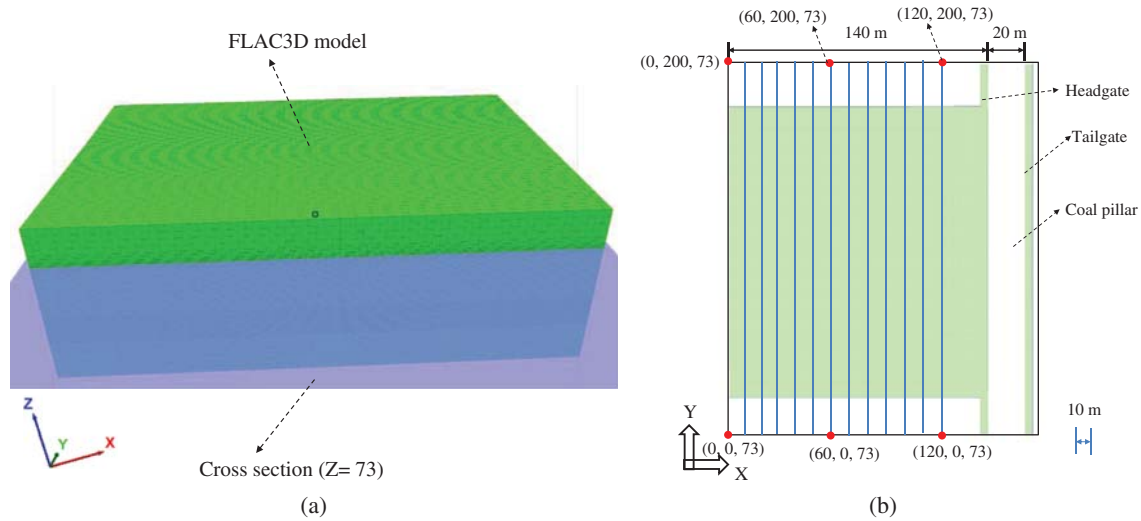 FLAC3D model
Z
Y
X
Cross section (Z= 73)
(a)
(60, 200, 73)
(120, 200, 73)
140 m
20 m
(0, 200, 73)
Headgate
Tailgate
Coal pillar
10 m
Y
X
(0, 0, 73)
(60, 0, 73)
(120, 0, 73)
(b)